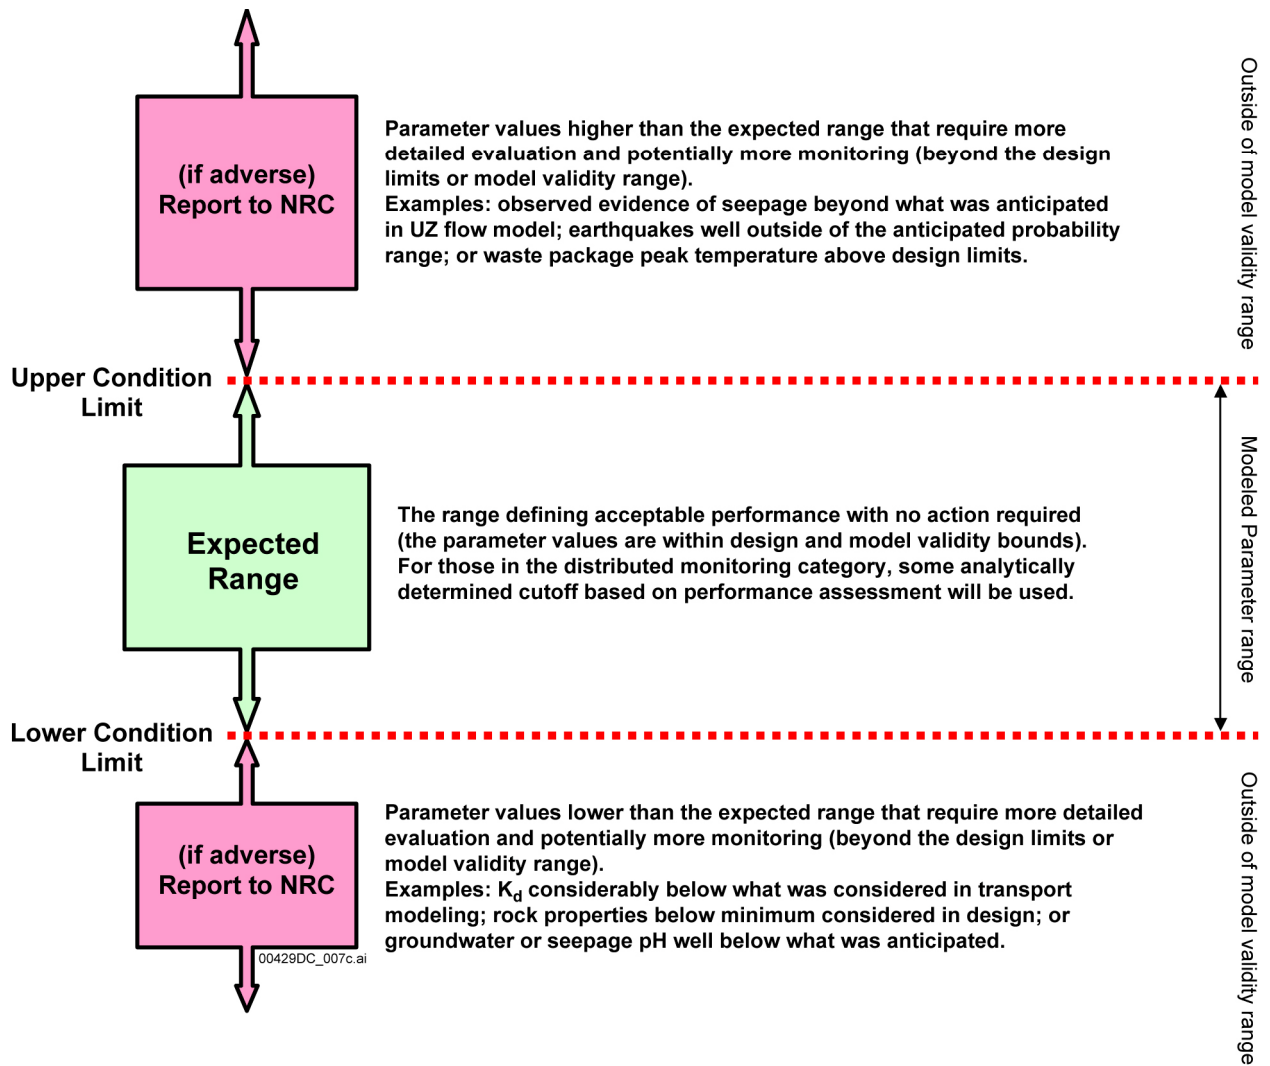 (if adverse)
Report to NRC
Parameter values higher than the expected range that require more
detailed evaluation and potentially more monitoring (beyond the design
limits or model validity range).
Examples: observed evidence of seepage beyond what was anticipated
in UZ flow model; earthquakes well outside of the anticipated probability
range; or waste package peak temperature above design limits.
Outside of model validity range
Upper Condition
Limit
Expected
Range
The range defining acceptable performance with no action required
(the parameter values are within design and model validity bounds).
For those in the distributed monitoring category, some analytically
determined cutoff based on performance assessment will be used.
Modeled Parameter range
Lower Condition
Limit
(if adverse)
Report to NRC
Parameter values lower than the expected range that require more detailed
evaluation and potentially more monitoring (beyond the design limits or
model validity range).
Examples: Kd considerably below what was considered in transport
modeling; rock properties below minimum considered in design; or
groundwater or seepage pH well below what was anticipated.
Outside of model validity range
00429DC_007c.ai